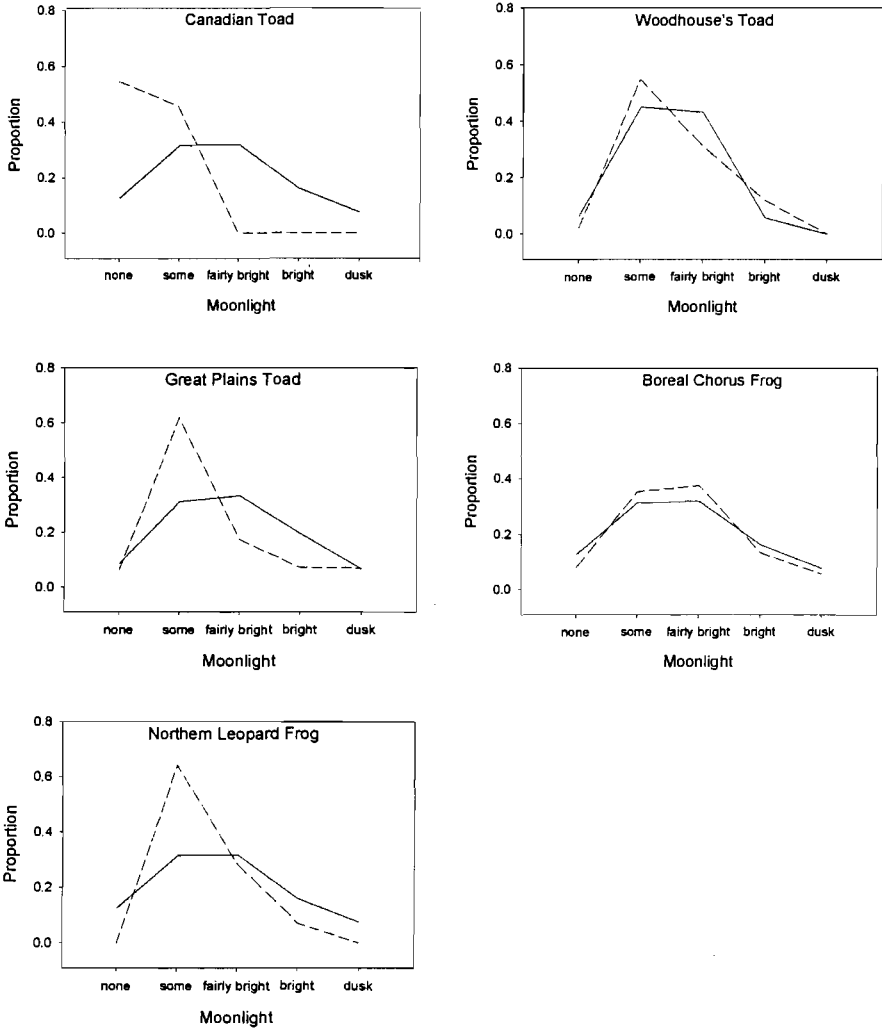 Canadian Toad
0.8
0.6
0.4
0.2
0.0
Proportion
none some fairly bright bright dusk
Moonlight
Woodhouse's Toad
0.8
0.6
0.4
0.2
0.0
Proportion
none some fairly bright bright dusk
Moonlight
Great Plains Toad
0.8
0.6
0.4
0.2
0.0
Proportion
none some fairly bright bright dusk
Moonlight
Boreal Chorus Frog
0.8
0.6
0.4
0.2
0.0
Proportion
none some fairly bright bright dusk
Moonlight
Northern Leopard Frog
0.8
0.6
0.4
0.2
0.0
Proportion
none some fairly bright bright dusk
Moonlight